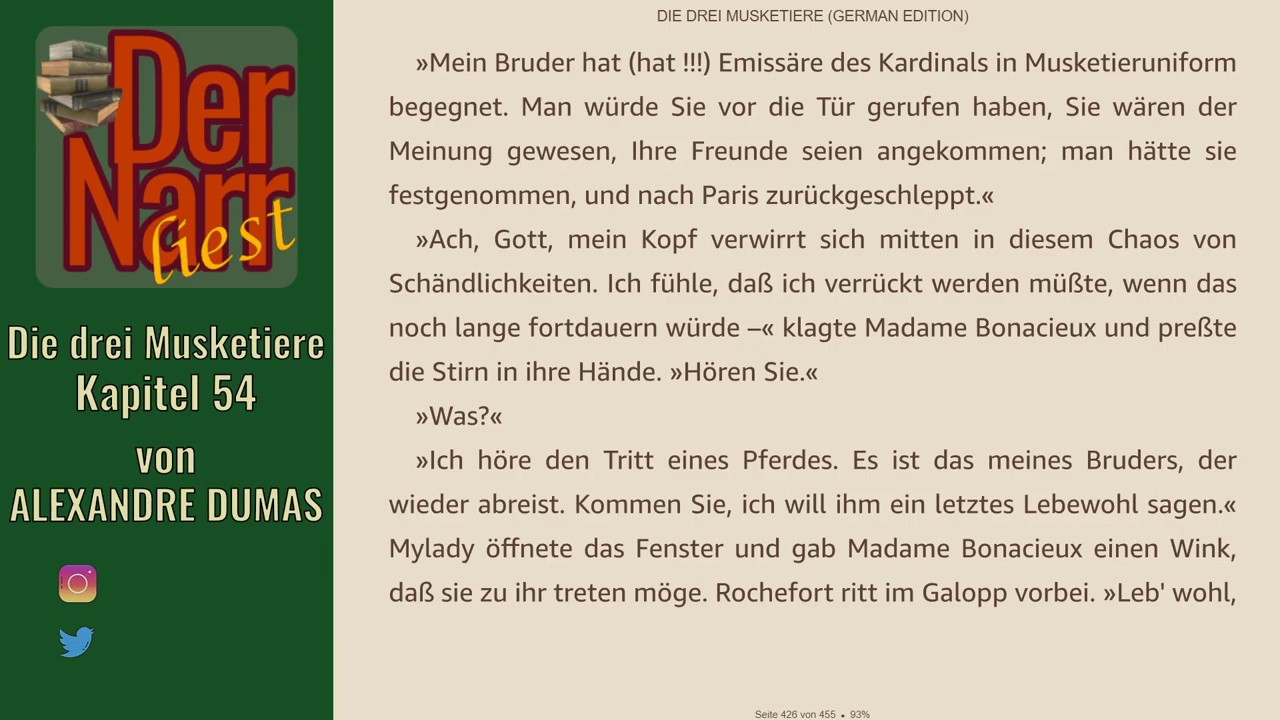 Der
Narr
liest
Die drei Musketiere
Kapitel 54
von
ALEXANDRE DUMAS
DIE DREI MUSKETIERE (GERMAN EDITION)
»Mein Bruder hat (hat !!!) Emissäre des Kardinals in Musketieruniform
begegnet. Man würde Sie vor die Tür gerufen haben, Sie wären der
Meinung gewesen, Ihre Freunde seien angekommen; man hätte sie
festgenommen, und nach Paris zurückgeschleppt.«
»Ach, Gott, mein Kopf verwirrt sich mitten in diesem Chaos von
Schändlichkeiten. Ich fühle, daß ich verrückt werden müßte, wenn das
noch lange fortdauern würde –« klagte Madame Bonacieux und preßte
die Stirn in ihre Hände. »Hören Sie.«
»Was?«
»Ich höre den Tritt eines Pferdes. Es ist das meines Bruders, der
wieder abreist. Kommen Sie, ich will ihm ein letztes Lebewohl sagen.«
Mylady öffnete das Fenster und gab Madame Bonacieux einen Wink,
daß sie zu ihr treten möge. Rochefort ritt im Galopp vorbei. »Leb' wohl,
Seite 426 von 455 • 93%